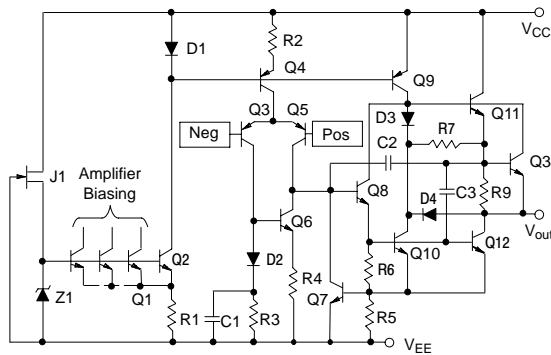 VCC
D1
R2
Q4
Q9
Q3
Q5
Q11
D3
Neg
Pos
C2
R7
J1
Amplifier
Biasing
Q8
Q3
Q6
C3
R9
D4
Vout
Q2
Q10
Q12
Z1
Q1
D2
R4
Q7
R6
R1
C1
R3
R5
VEE